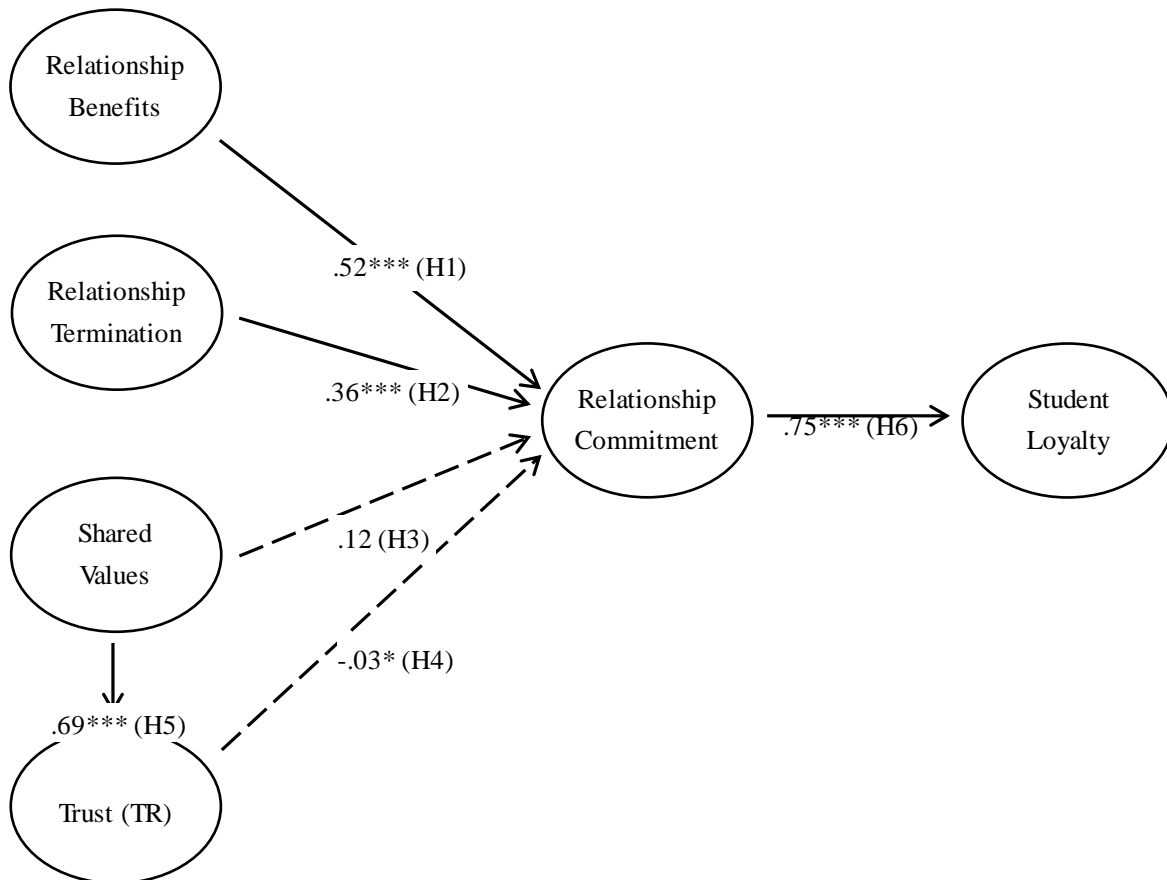 Relationship
Benefits
.52*** (H1)
Relationship
Termination
.36*** (H2)
Relationship
Commitment
.75*** (H6)
Student
Loyalty
Shared
Values
.12 (H3)
-.03* (H4)
.69*** (H5)
Trust (TR)